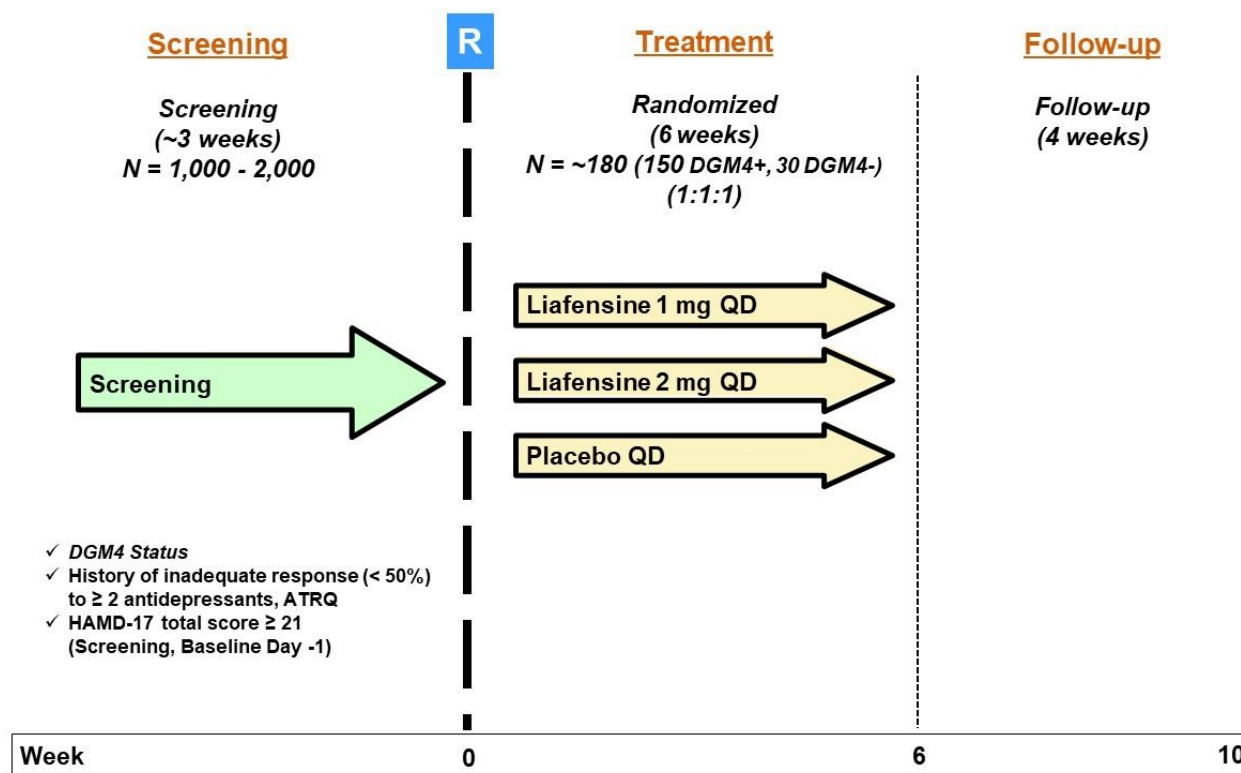 Screening
R
Treatment
Follow-up
Screening
(~3 weeks)
N = 1,000 - 2,000
Randomized
(6 weeks)
N = ~180 (150 DGM4+, 30 DGM4-)
(1:1:1)
Follow-up
(4 weeks)
Screening
Liafensine 1 mg QD
Liafensine 2 mg QD
Placebo QD
✓ DGM4 Status
✓ History of inadequate response (< 50%)
to ≥ 2 antidepressants, ATRQ
✓ HAMD-17 total score ≥ 21
(Screening, Baseline Day -1)
Week 0 6 10